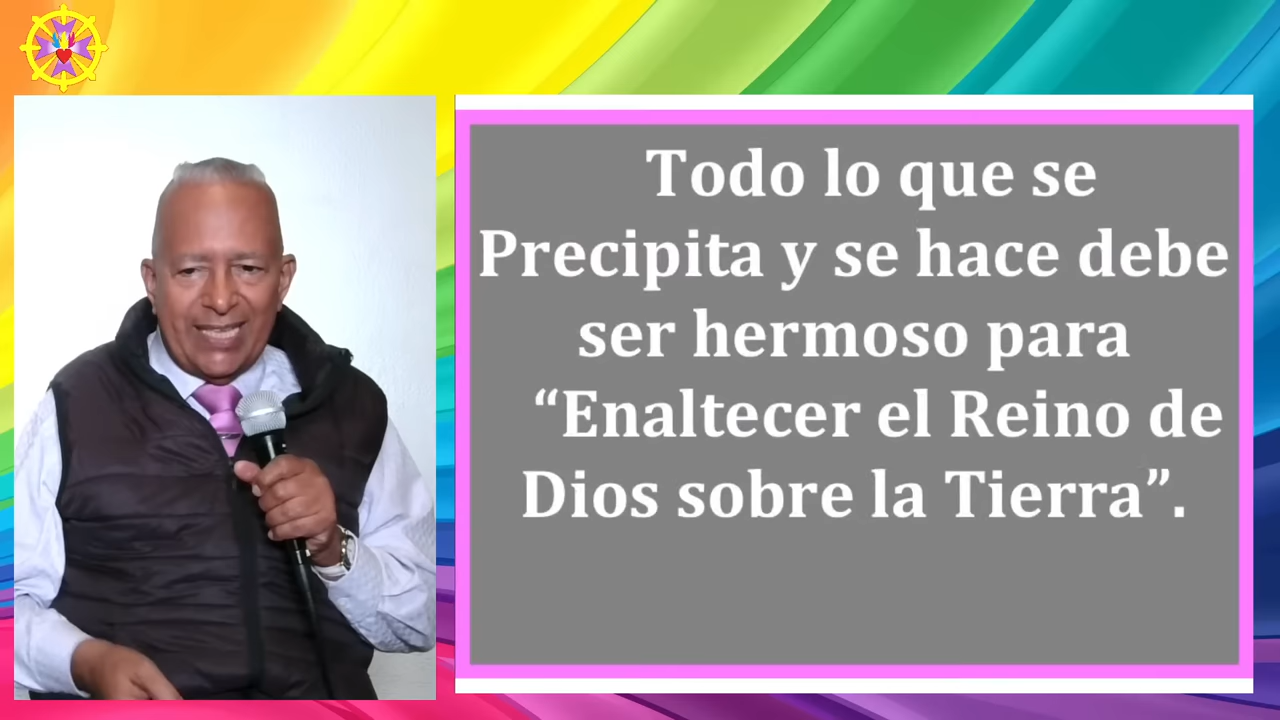 Todo lo que se
Precipita y se hace debe
ser hermoso para
“Enaltecer el Reino de
Dios sobre la Tierra”.